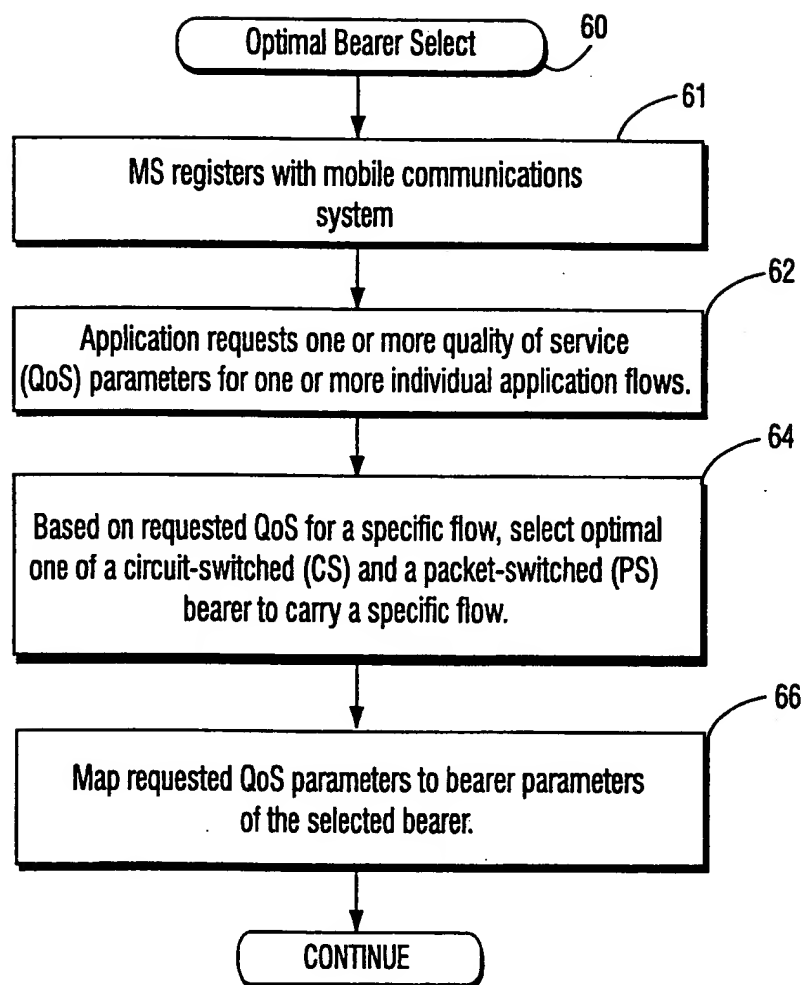 Optimal Bearer Select
60
61
MS registers with mobile communications
system
62
Application requests one or more quality of service
(QoS) parameters for one or more individual application flows.
64
Based on requested QoS for a specific flow, select optimal
one of a circuit-switched (CS) and a packet-switched (PS)
bearer to carry a specific flow.
66
Map requested QoS parameters to bearer parameters
of the selected bearer.
CONTINUE